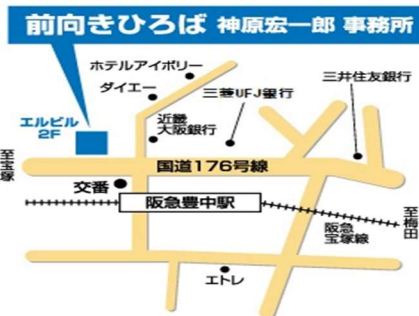 前向きひろば 神原宏一郎 事務所
ホテルアイボリー
ダイエー
三菱UFJ銀行
三井住友銀行
エルビル
2F
近畿
大阪銀行
至宝塚
国道176号線
交番
阪急豊中駅
至梅田
阪急
宝塚線
エトレ